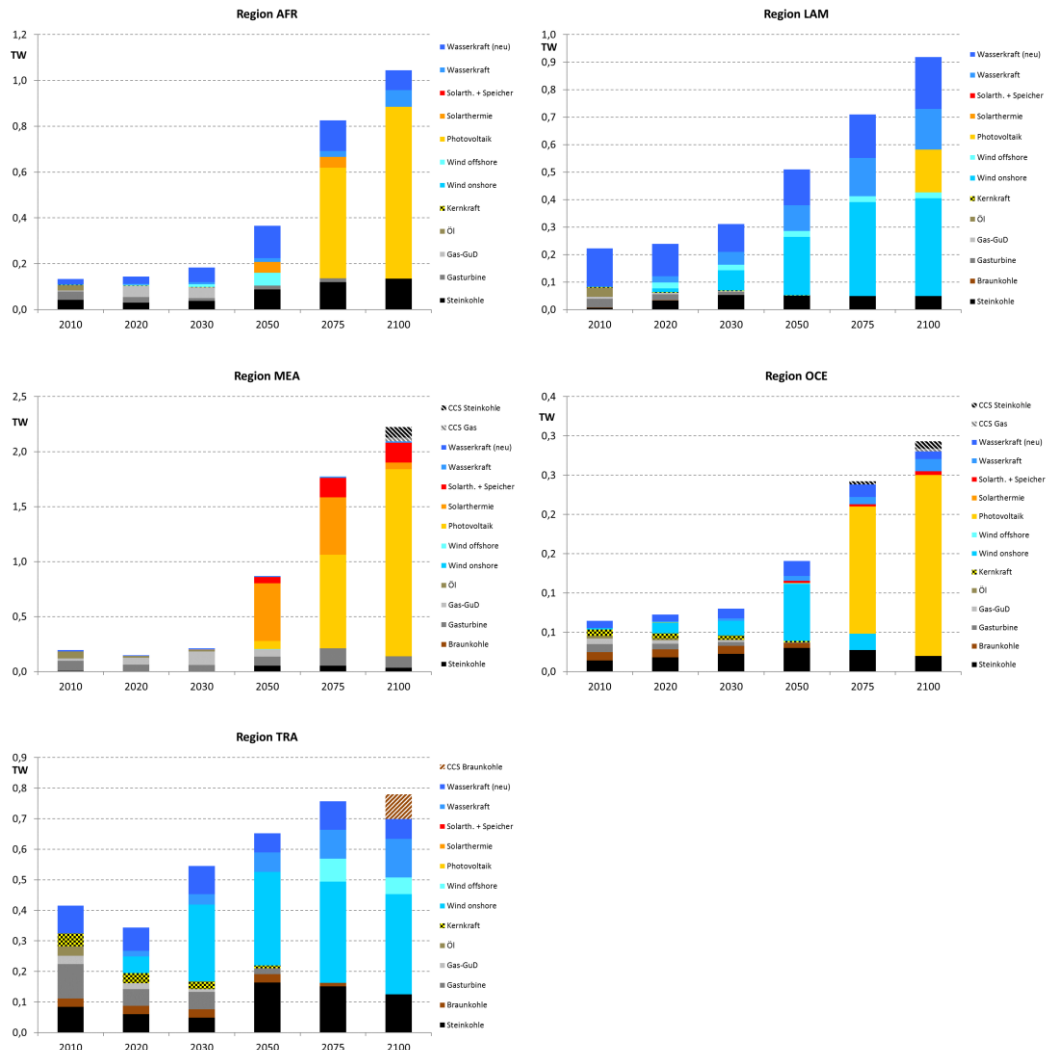 Region AFR
1,2
TW
1,0
0,8
0,6
0,4
0,2
0,0
2010 2020 2030 2050 2075 2100
Wasserkraft (neu)
Wasserkraft
Solarth. + Speicher
Solarthermie
Photovoltaik
Wind offshore
Wind onshore
Kernkraft
Öl
Gas-GuD
Gasturbine
Steinkohle
Region LAM
1,0
TW
0,9
0,8
0,7
0,6
0,5
0,4
0,3
0,2
0,1
0,0
2010 2020 2030 2050 2075 2100
Wasserkraft (neu)
Wasserkraft
Solarth. + Speicher
Solarthermie
Photovoltaik
Wind offshore
Wind onshore
Kernkraft
Öl
Gas-GuD
Gasturbine
Braunkohle
Steinkohle
Region MEA
2,5
TW
2,0
1,5
1,0
0,5
0,0
2010 2020 2030 2050 2075 2100
CCS Steinkohle
CCS Gas
Wasserkraft (neu)
Wasserkraft
Solarth. + Speicher
Solarthermie
Photovoltaik
Wind offshore
Wind onshore
Öl
Gas-GuD
Gasturbine
Braunkohle
Steinkohle
Region OCE
0,4
TW
0,3
0,3
0,2
0,2
0,1
0,1
0,0
2010 2020 2030 2050 2075 2100
CCS Steinkohle
CCS Gas
Wasserkraft (neu)
Wasserkraft
Solarth. + Speicher
Solarthermie
Photovoltaik
Wind offshore
Wind onshore
Kernkraft
Öl
Gas-GuD
Gasturbine
Braunkohle
Steinkohle
Region TRA
0,9
TW
0,8
0,7
0,6
0,5
0,4
0,3
0,2
0,1
0,0
2010 2020 2030 2050 2075 2100
CCS Braunkohle
Wasserkraft (neu)
Wasserkraft
Solarth. + Speicher
Solarthermie
Photovoltaik
Wind offshore
Wind onshore
Kernkraft
Öl
Gas-GuD
Gasturbine
Braunkohle
Steinkohle